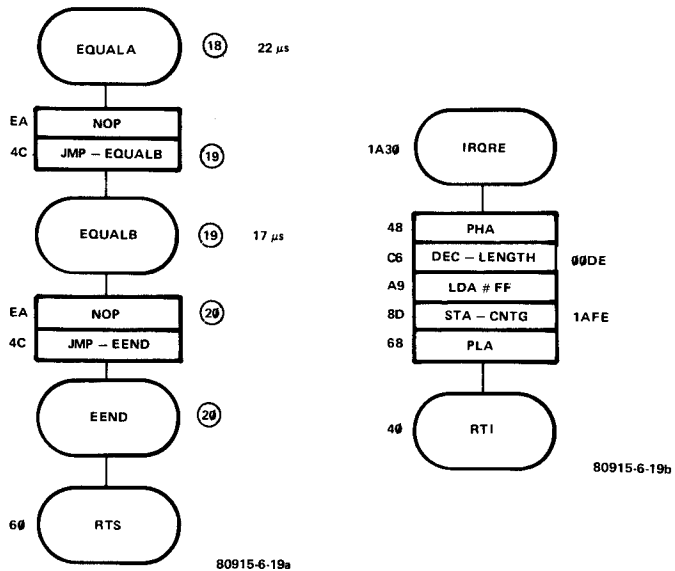 EQUALA 18 22 μs
EA NOP
4C JMP – EQUALB 19
EQUALB 19 17 μs
EA NOP 20
4C JMP – EEND
EEND 20
60 RTS
80915-6-19a
1A30 IRQRE
48 PHA
C6 DEC – LENGTH 00DE
A9 LDA # FF
8D STA – CNTG 1AFE
68 PLA
40 RTI
80915-6-19b